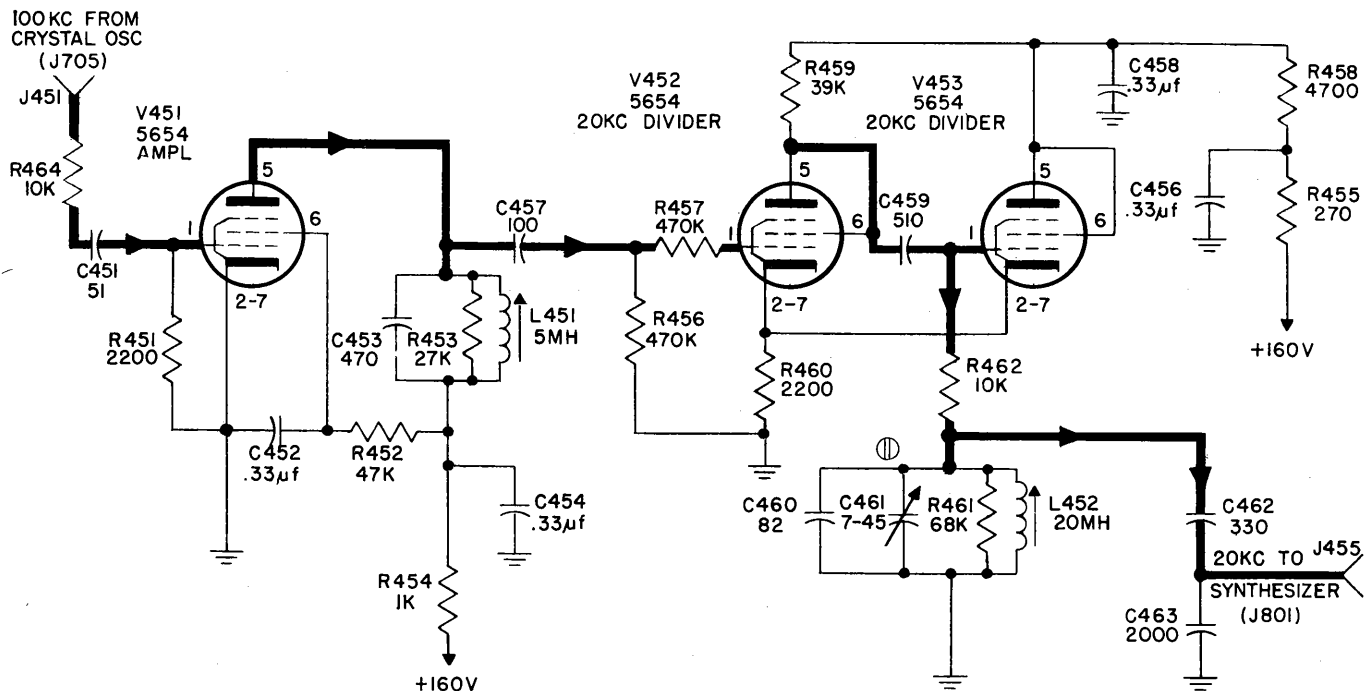 100KC FROM
CRYSTAL OSC
(J705)
J451
R464
10K
C451
51
R451
2200
V451
5654
AMPL
1
5
6
2-7
C452
.33µf
R452
47K
C453
470
R453
27K
L451
5MH
C454
.33µf
R454
1K
+160V
C457
100
R457
470K
R456
470K
V452
5654
20KC DIVIDER
1
5
6
2-7
R459
39K
R460
2200
C459
510
V453
5654
20KC DIVIDER
1
5
6
2-7
C458
.33µf
R458
4700
C456
.33µf
R455
270
+160V
R462
10K
C460
82
C461
7-45
R461
68K
L452
20MH
C462
330
20KC TO
SYNTHESIZER
(J801)
J455
C463
2000